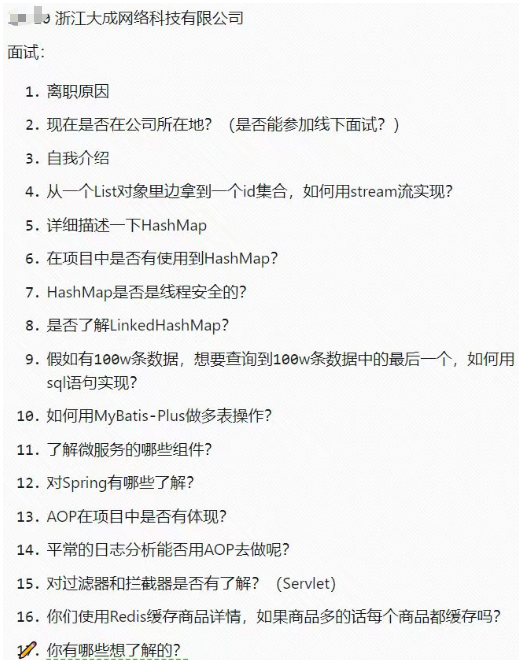 浙江大成网络科技有限公司
面试：
1. 离职原因
2. 现在是否在公司所在地？（是否能参加线下面试？）
3. 自我介绍
4. 从一个List对象里边拿到一个id集合，如何用stream流实现？
5. 详细描述一下HashMap
6. 在项目中是否有使用到HashMap？
7. HashMap是否是线程安全的？
8. 是否了解LinkedHashMap？
9. 假如有100w条数据，想要查询到100w条数据中的最后一个，如何用
sql语句实现？
10. 如何用MyBatis-Plus做多表操作？
11. 了解微服务的哪些组件？
12. 对Spring有哪些了解？
13. AOP在项目中是否有体现？
14. 平常的日志分析能否用AOP去做呢？
15. 对过滤器和拦截器是否有了解？（Servlet）
16. 你们使用Redis缓存商品详情，如果商品多的话每个商品都缓存吗？
你有哪些想了解的？